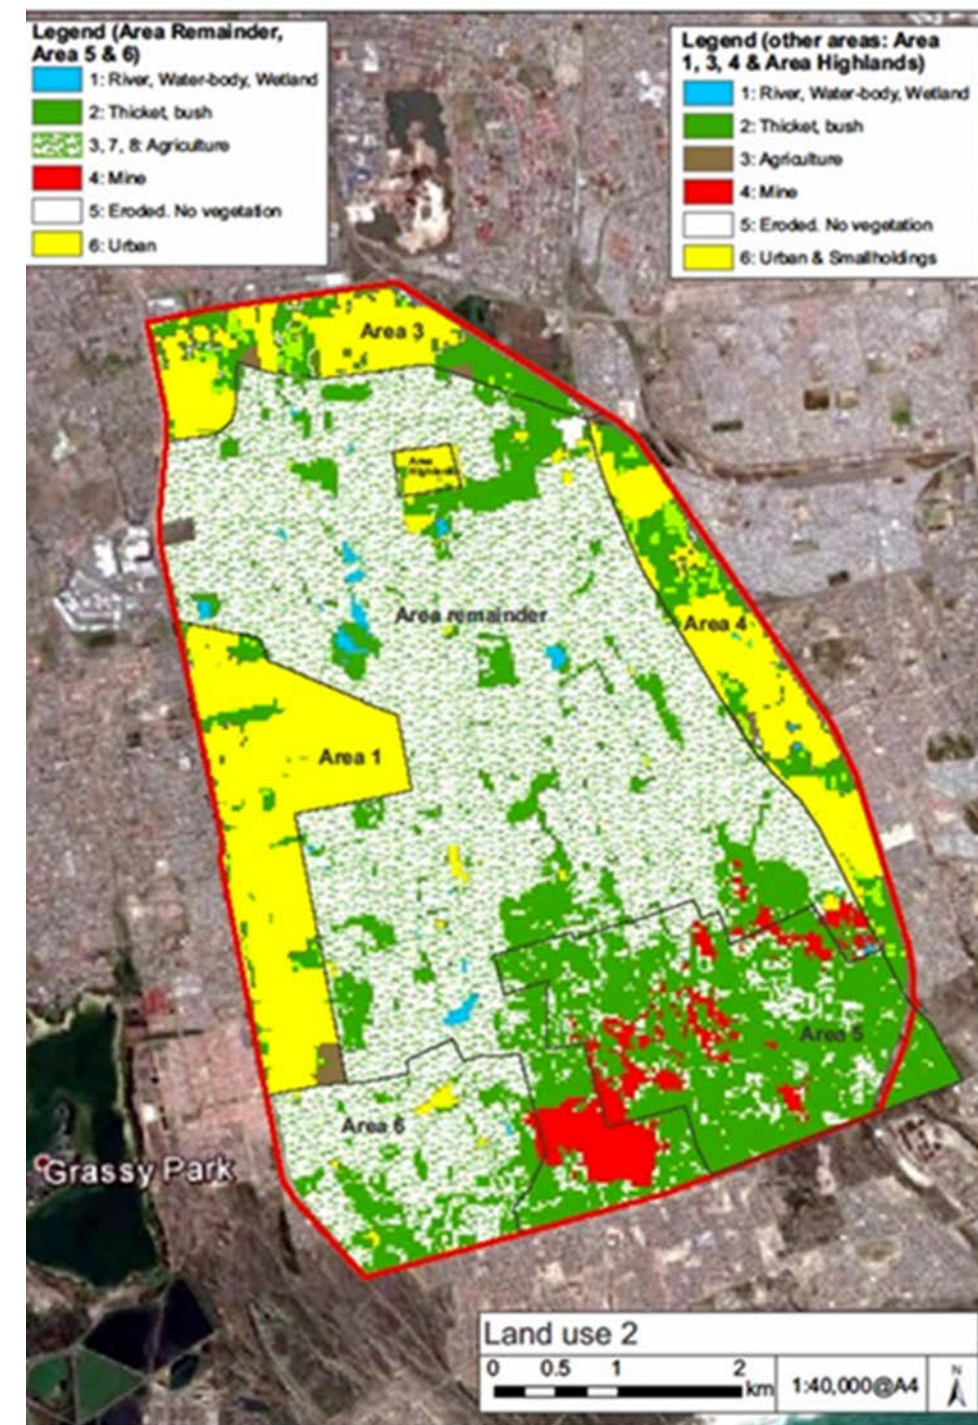 Legend (Area Remainder,
Area 5 & 6)
1: River, Water-body, Wetland
2: Thicket, bush
3, 7, 8: Agriculture
4: Mine
5: Eroded. No vegetation
6: Urban
Legend (other areas: Area
1, 3, 4 & Area Highlands)
1: River, Water-body, Wetland
2: Thicket, bush
3: Agriculture
4: Mine
5: Eroded. No vegetation
6: Urban & Smallholdings
Area 3
Area
Highlands
Area remainder
Area 4
Area 1
Area 5
Area 6
Grassy Park
Land use 2
0 0.5 1 2
km
1:40,000@A4
N